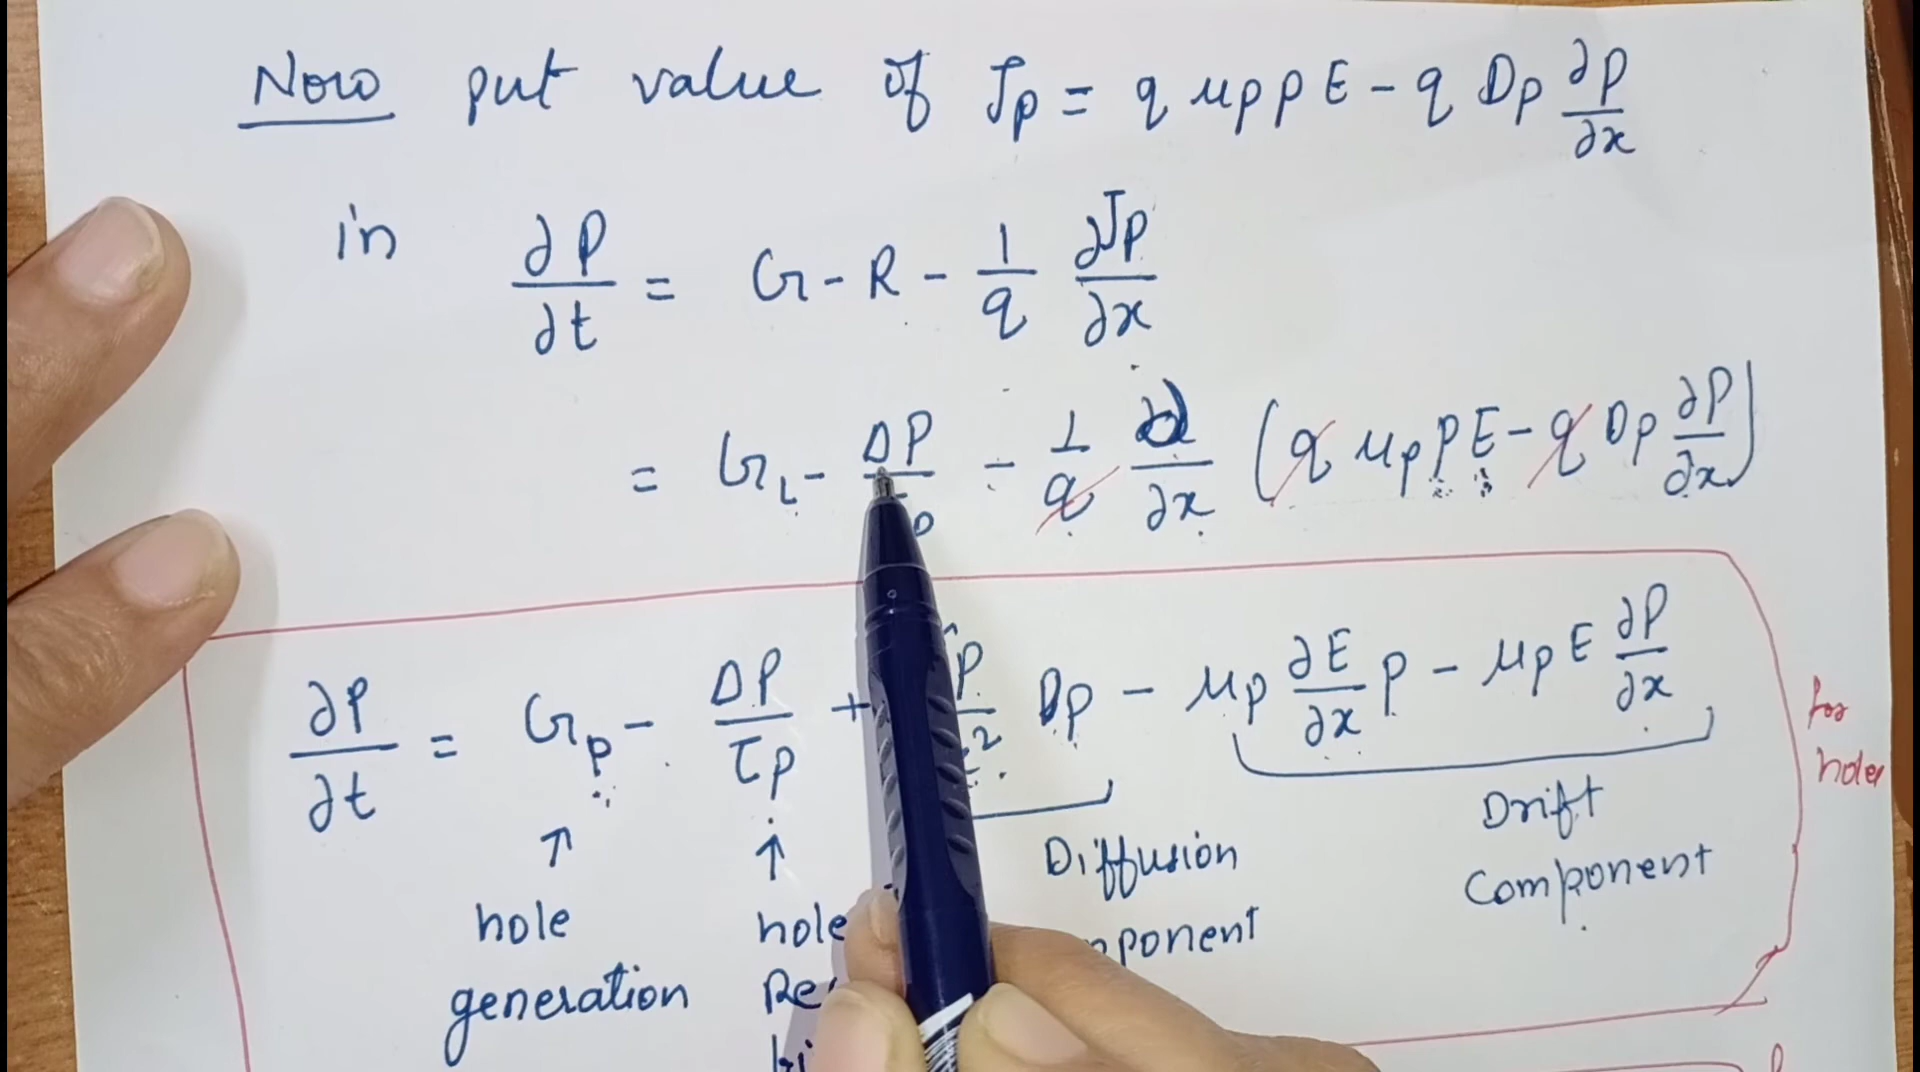 Now put value of Jp = q μp p E - q Dp ∂p/∂x
in ∂P/∂t = G - R - 1/q ∂Jp/∂x
= GL - ΔP/ - 1/q ∂/∂x (q μp p E - q Dp ∂P/∂x)
∂P/∂t = Gp - ΔP/τp + Dp - μp ∂E/∂x p - μp E ∂P/∂x
for
hole
↑ ↑ Diffusion Drift
hole hole Component
generation